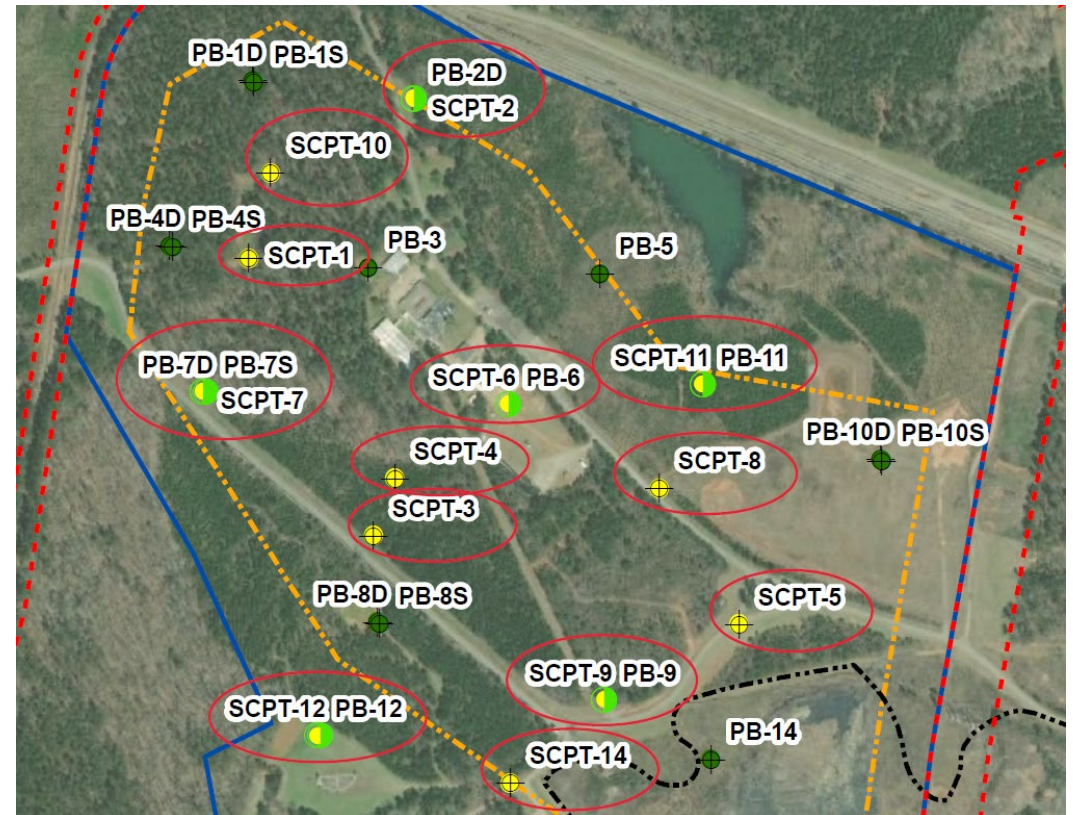 PB-1D PB-1S
PB-2D
SCPT-2
SCPT-10
PB-4D PB-4S
SCPT-1
PB-3
PB-5
PB-7D PB-7S
SCPT-7
SCPT-6 PB-6
SCPT-11 PB-11
PB-10D PB-10S
SCPT-4
SCPT-8
SCPT-3
PB-8D PB-8S
SCPT-5
SCPT-9 PB-9
SCPT-12 PB-12
SCPT-14
PB-14